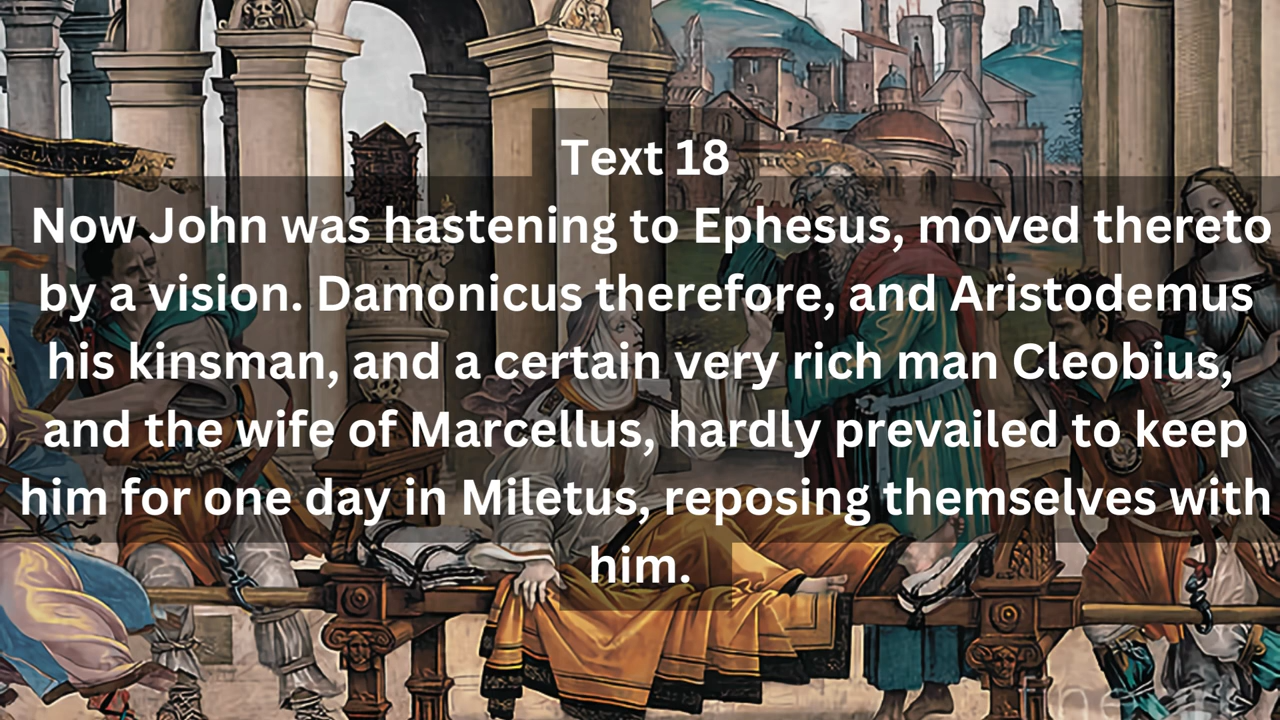 Text 18
Now John was hastening to Ephesus, moved thereto
by a vision. Damonicus therefore, and Aristodemus
his kinsman, and a certain very rich man Cleobius,
and the wife of Marcellus, hardly prevailed to keep
him for one day in Miletus, reposing themselves with
him.